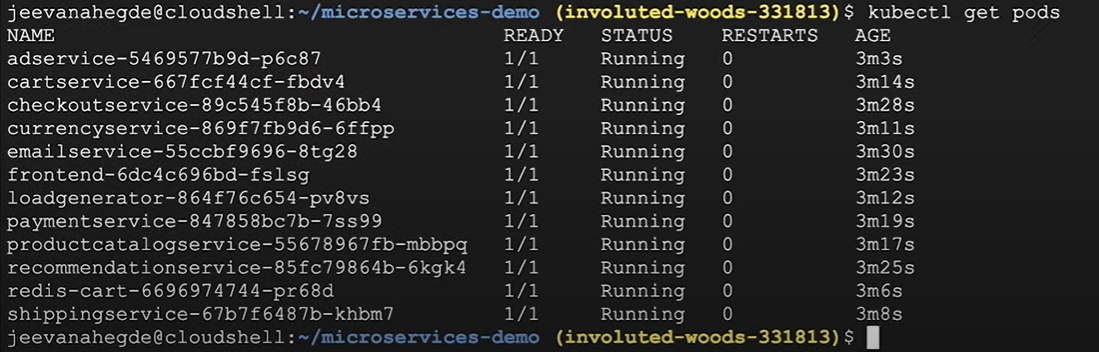 jeevanahegde@cloudshell:~/microservices-demo (involuted-woods-331813)$ kubectl get pods
NAME READY STATUS RESTARTS AGE
adservice-5469577b9d-p6c87 1/1 Running 0 3m3s
cartservice-667fcf44cf-fbdv4 1/1 Running 0 3m14s
checkoutservice-89c545f8b-46bb4 1/1 Running 0 3m28s
currencyservice-869f7fb9d6-6ffpp 1/1 Running 0 3m11s
emailservice-55ccbf9696-8tg28 1/1 Running 0 3m30s
frontend-6dc4c696bd-fslsg 1/1 Running 0 3m23s
loadgenerator-864f76c654-pv8vs 1/1 Running 0 3m12s
paymentservice-847858bc7b-7ss99 1/1 Running 0 3m19s
productcatalogservice-55678967fb-mbbpq 1/1 Running 0 3m17s
recommendationservice-85fc79864b-6kgk4 1/1 Running 0 3m25s
redis-cart-6696974744-pr68d 1/1 Running 0 3m6s
shippingservice-67b7f6487b-khbm7 1/1 Running 0 3m8s
jeevanahegde@cloudshell:~/microservices-demo (involuted-woods-331813)$